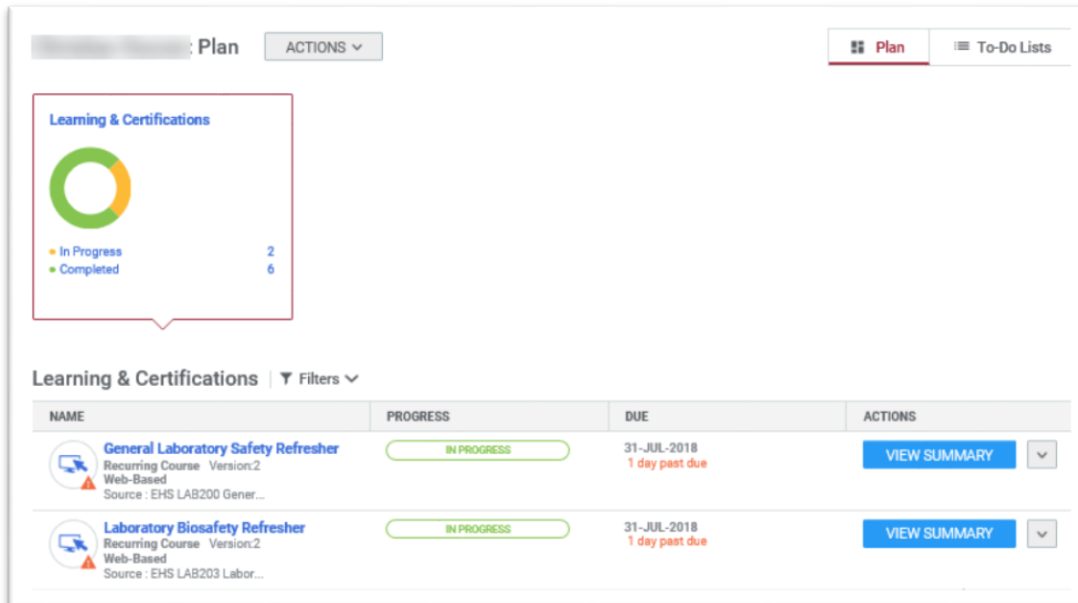 : Plan
ACTIONS
Plan
To-Do Lists
Learning & Certifications
In Progress 2
Completed 6
Learning & Certifications | Filters
NAME PROGRESS DUE ACTIONS
General Laboratory Safety Refresher
Recurring Course Version:2
Web-Based
Source : EHS LAB200 Gener...
IN PROGRESS
31-JUL-2018
1 day past due
VIEW SUMMARY
Laboratory Biosafety Refresher
Recurring Course Version:2
Web-Based
Source : EHS LAB203 Labor...
IN PROGRESS
31-JUL-2018
1 day past due
VIEW SUMMARY